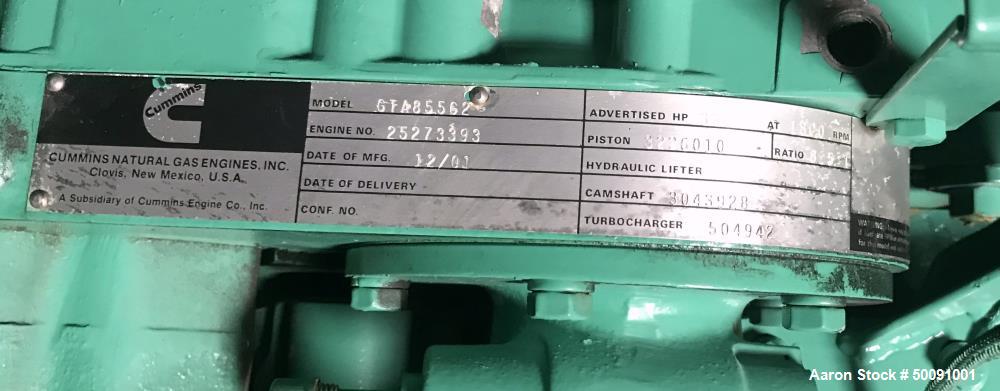 Cummins
CUMMINS NATURAL GAS ENGINES, INC.
Clovis, New Mexico, U.S.A.
A Subsidiary of Cummins Engine Co., Inc.
MODEL GTA855G2
ENGINE NO. 25273393
DATE OF MFG. 12/01
DATE OF DELIVERY
CONF. NO.
ADVERTISED HP AT 1800 RPM
PISTON RATIO
HYDRAULIC LIFTER
CAMSHAFT 3043928
TURBOCHARGER 504942
WARNING:
Aaron Stock # 50091001